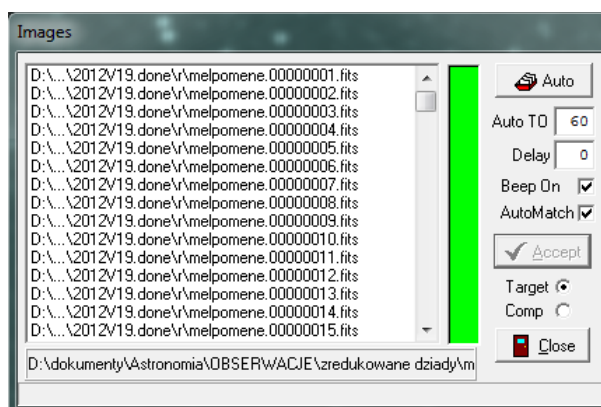 Images
D:\...\2012V19.done\r\melpomene.00000001.fits
D:\...\2012V19.done\r\melpomene.00000002.fits
D:\...\2012V19.done\r\melpomene.00000003.fits
D:\...\2012V19.done\r\melpomene.00000004.fits
D:\...\2012V19.done\r\melpomene.00000005.fits
D:\...\2012V19.done\r\melpomene.00000006.fits
D:\...\2012V19.done\r\melpomene.00000007.fits
D:\...\2012V19.done\r\melpomene.00000008.fits
D:\...\2012V19.done\r\melpomene.00000009.fits
D:\...\2012V19.done\r\melpomene.00000010.fits
D:\...\2012V19.done\r\melpomene.00000011.fits
D:\...\2012V19.done\r\melpomene.00000012.fits
D:\...\2012V19.done\r\melpomene.00000013.fits
D:\...\2012V19.done\r\melpomene.00000014.fits
D:\...\2012V19.done\r\melpomene.00000015.fits
D:\dokumenty\Astronomia\OBSERWACJE\zredukowane dziady\m
Auto
Auto TO 60
Delay 0
Beep On
AutoMatch
Accept
Target
Comp
Close